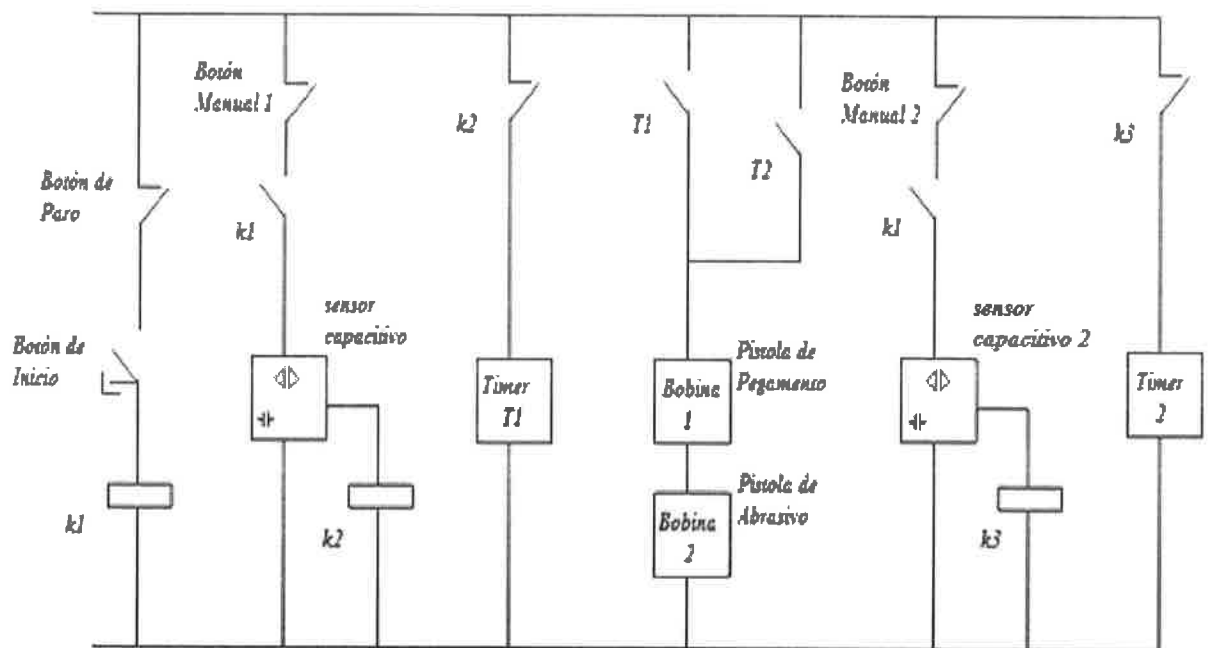 Botón
Manual 1
k2
T1
T2
Botón
Manual 2
k3
Botón de
Paro
k1
k1
sensor
capacitivo
sensor
capacitivo 2
Botón de
Inicio
Timer
T1
Pistola de
Pegamento
Bobina
1
Timer
2
k1
k2
Pistola de
Abrasivo
Bobina
2
k3